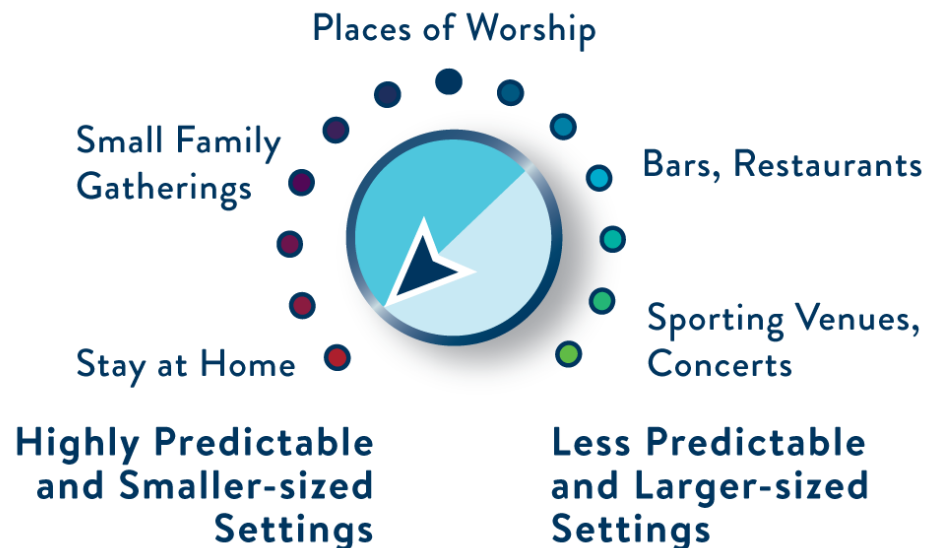 Places of Worship
Small Family
Gatherings
Bars, Restaurants
Sporting Venues,
Concerts
Stay at Home
Highly Predictable
and Smaller-sized
Settings
Less Predictable
and Larger-sized
Settings